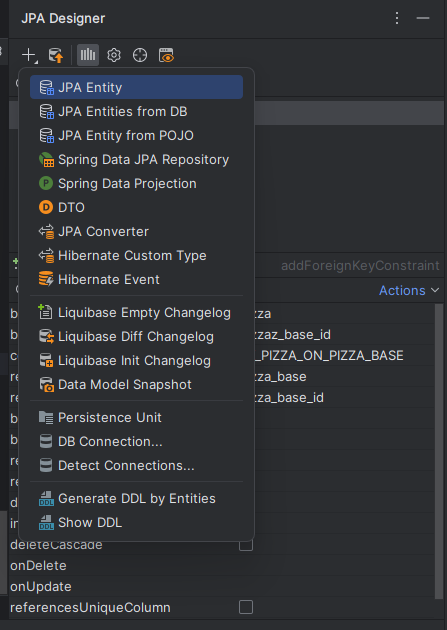 JPA Designer
JPA Entity
JPA Entities from DB
JPA Entity from POJO
Spring Data JPA Repository
Spring Data Projection
DTO
JPA Converter
Hibernate Custom Type
Hibernate Event
addForeignKeyConstraint
Actions
Liquibase Empty Changelog
Liquibase Diff Changelog
Liquibase Init Changelog
Data Model Snapshot
Persistence Unit
DB Connection...
Detect Connections...
Generate DDL by Entities
Show DDL
zza
zzaz_base_id
_PIZZA_ON_PIZZA_BASE
zza_base
zza_base_id
deleteCascade
onDelete
onUpdate
referencesUniqueColumn